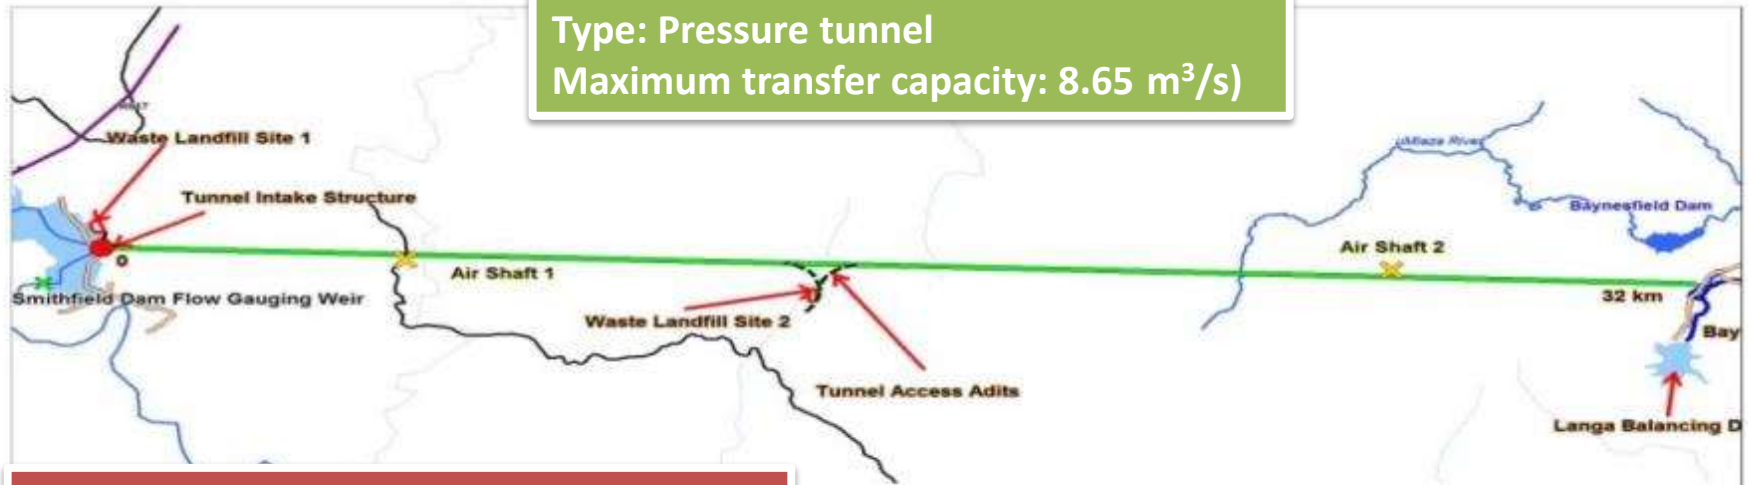 Type: Pressure tunnel
Maximum transfer capacity: 8.65 m³/s)
Waste Landfill Site 1
uMlaza River
Tunnel Intake Structure
Baynesfield Dam
Air Shaft 2
0
Air Shaft 1
Smithfield Dam Flow Gauging Weir
32 km
Waste Landfill Site 2
Bay
Tunnel Access Adits
Langa Balancing D